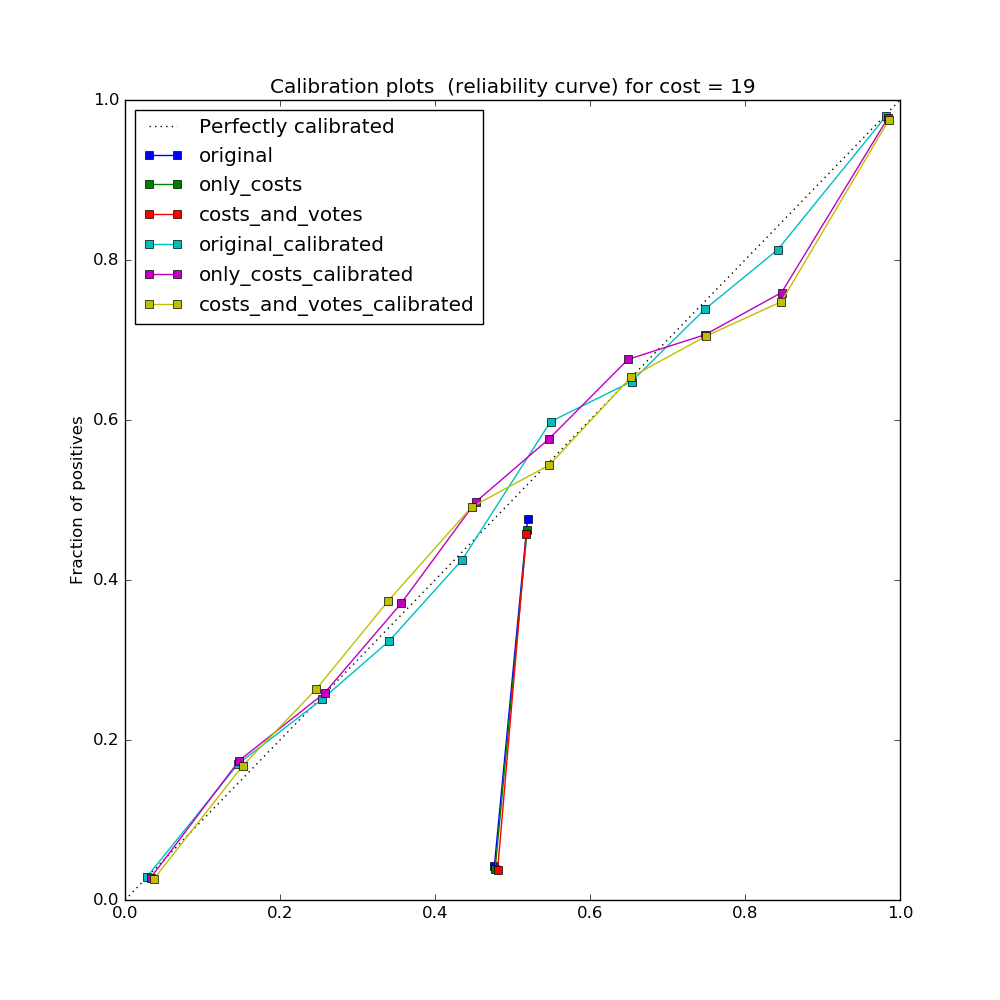 Calibration plots  (reliability curve) for cost = 19
1.0
Perfectly calibrated
original
only_costs
costs_and_votes
original_calibrated
only_costs_calibrated
costs_and_votes_calibrated
0.8
0.6
Fraction of positives
0.4
0.2
0.0
0.0 0.2 0.4 0.6 0.8 1.0